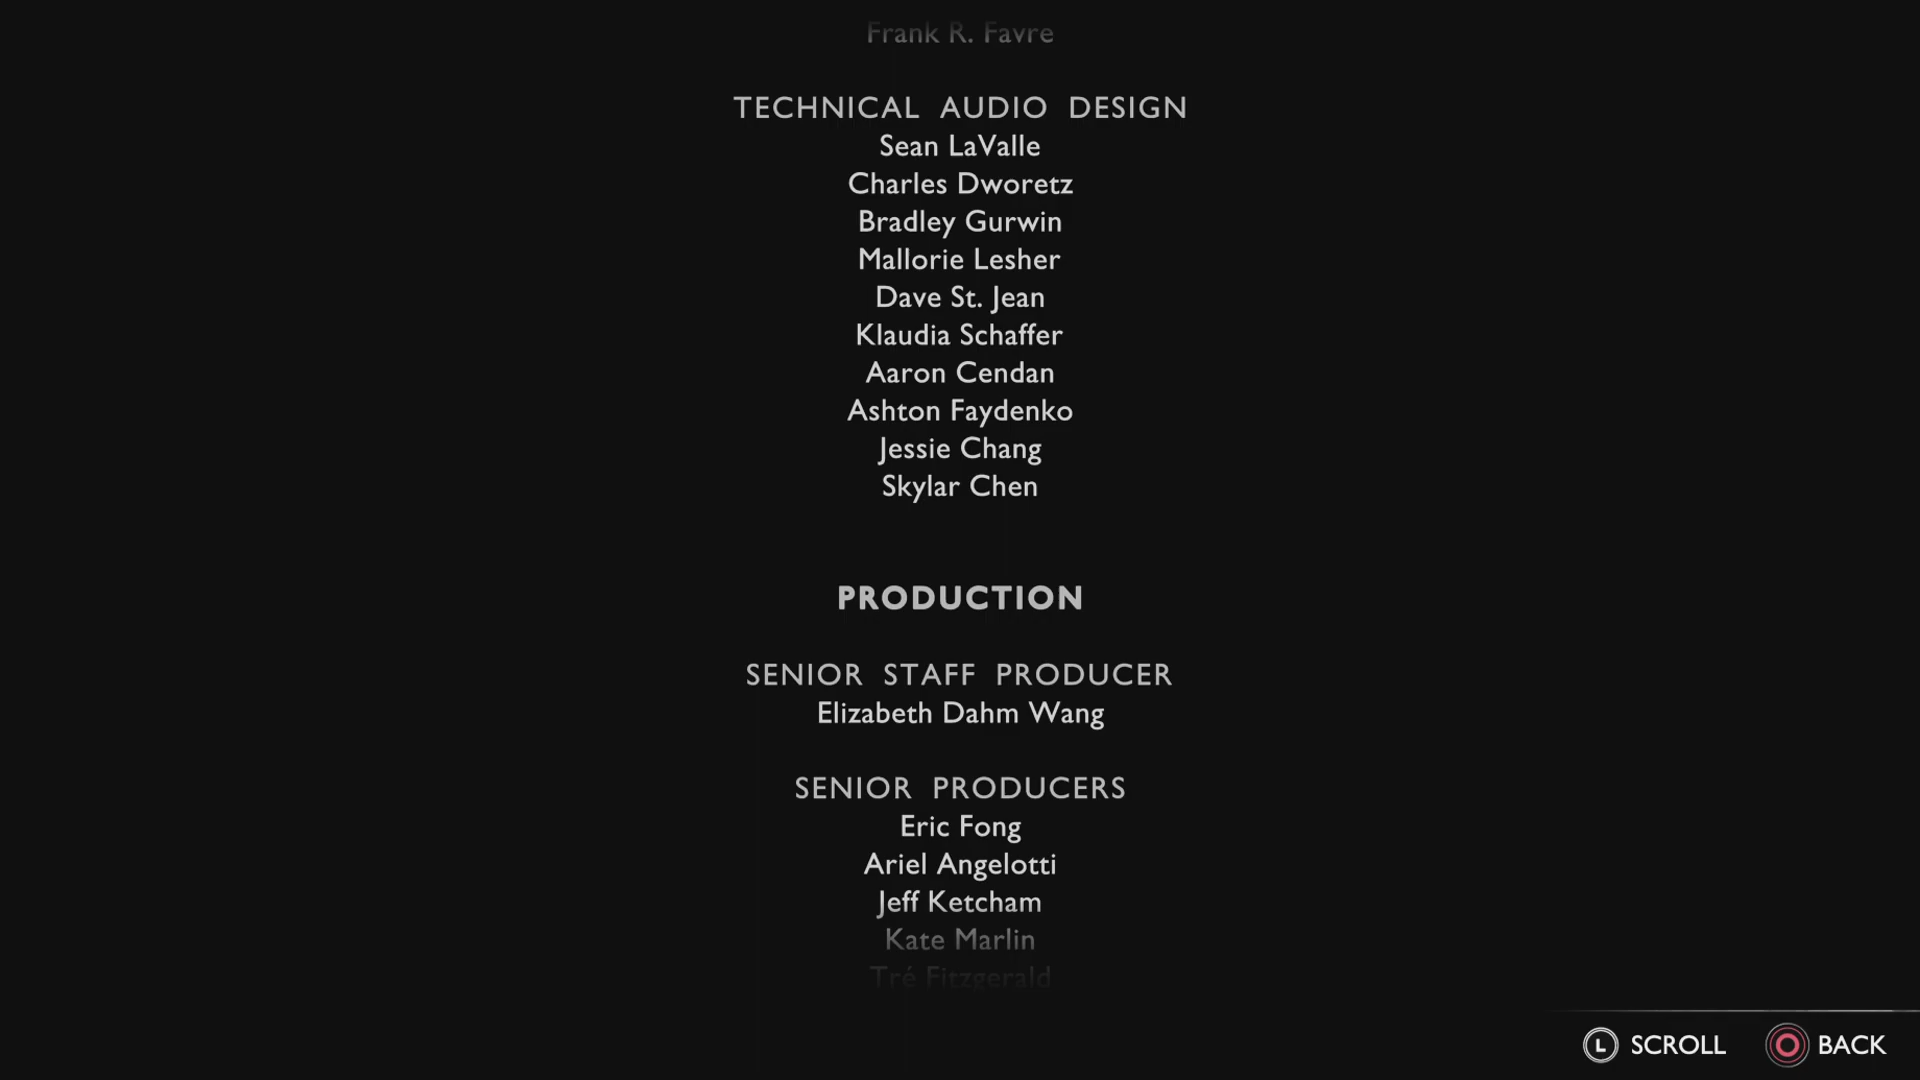 Frank R. Favre
TECHNICAL AUDIO DESIGN
Sean LaValle
Charles Dworetz
Bradley Gurwin
Mallorie Lesher
Dave St. Jean
Klaudia Schaffer
Aaron Cendan
Ashton Faydenko
Jessie Chang
Skylar Chen
PRODUCTION
SENIOR STAFF PRODUCER
Elizabeth Dahm Wang
SENIOR PRODUCERS
Eric Fong
Ariel Angelotti
Jeff Ketcham
Kate Marlin
Tré Fitzgerald
L SCROLL BACK